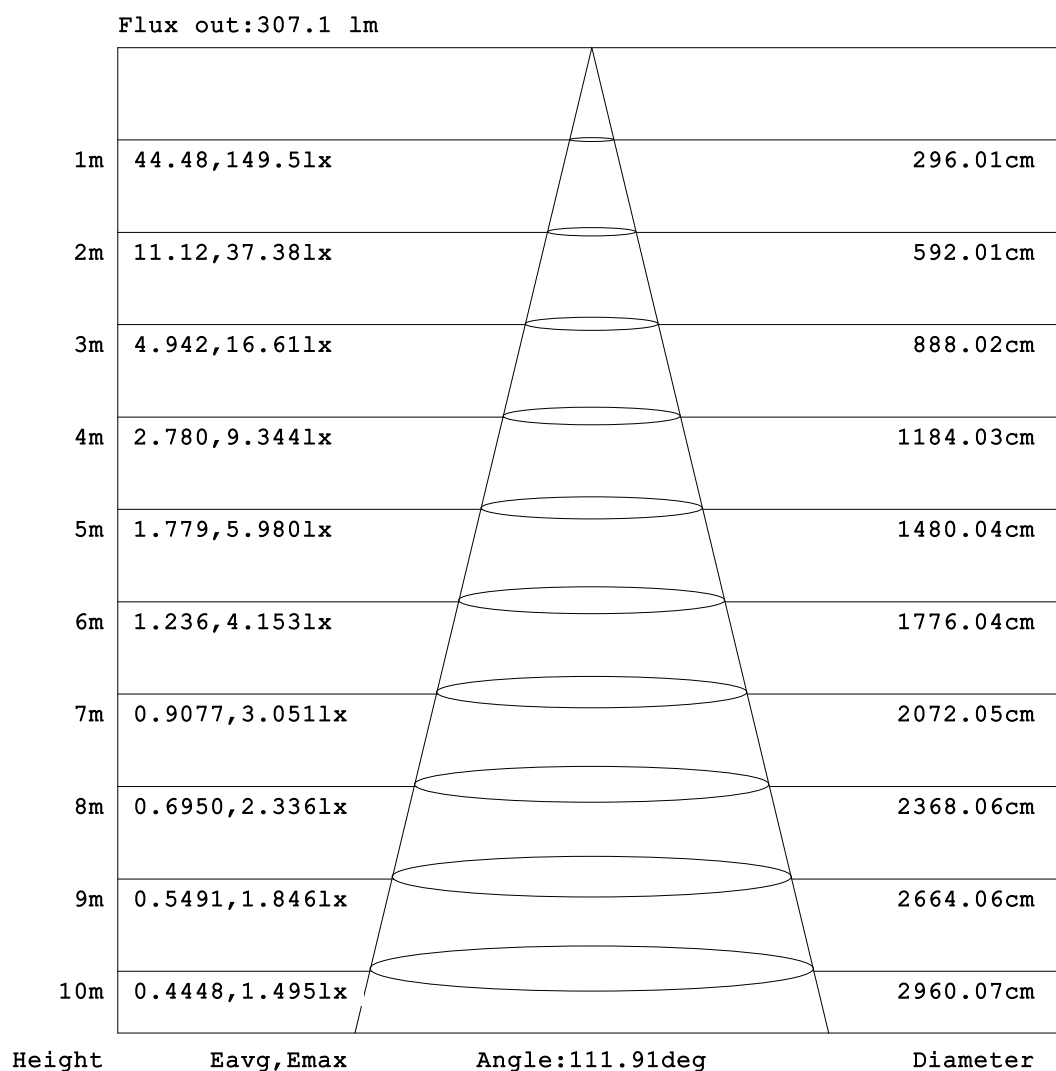 Flux out:307.1 lm
1m 44.48,149.5lx 296.01cm
2m 11.12,37.38lx 592.01cm
3m 4.942,16.61lx 888.02cm
4m 2.780,9.344lx 1184.03cm
5m 1.779,5.980lx 1480.04cm
6m 1.236,4.153lx 1776.04cm
7m 0.9077,3.051lx 2072.05cm
8m 0.6950,2.336lx 2368.06cm
9m 0.5491,1.846lx 2664.06cm
10m 0.4448,1.495lx 2960.07cm
Height Eavg,Emax Angle:111.91deg Diameter